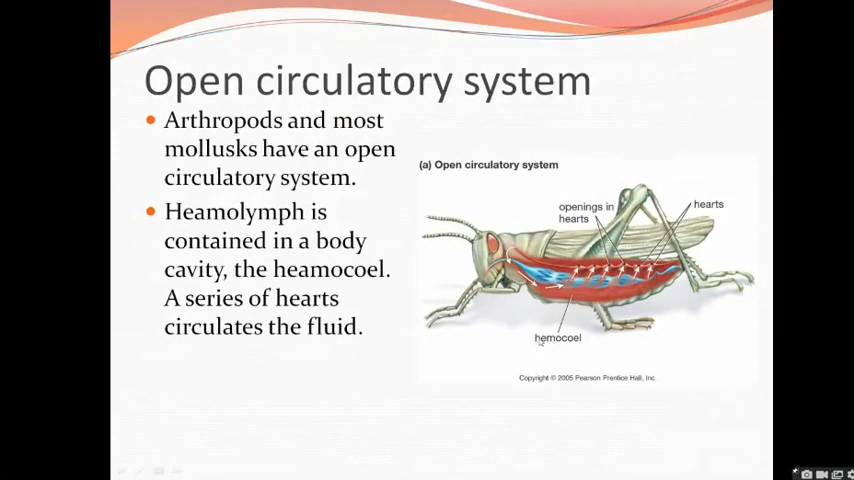 Open circulatory system
Arthropods and most
mollusks have an open
circulatory system.
Heamolymph is
contained in a body
cavity, the heamocoel.
A series of hearts
circulates the fluid.
(a) Open circulatory system
openings in
hearts
hearts
hemocoel
Copyright © 2005 Pearson Prentice Hall, Inc.